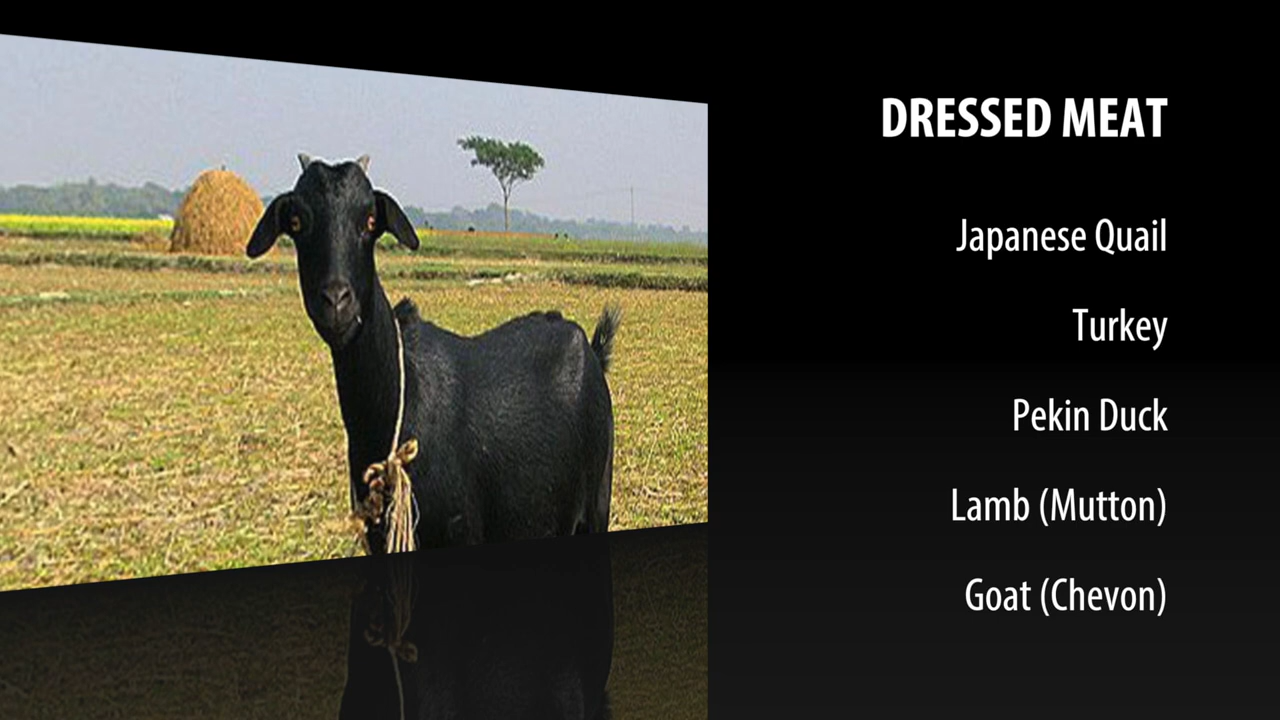 DRESSED MEAT
Japanese Quail
Turkey
Pekin Duck
Lamb (Mutton)
Goat (Chevon)